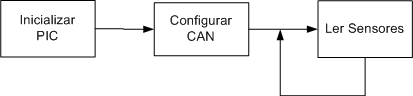 Inicializar
PIC
Configurar
CAN
Ler Sensores